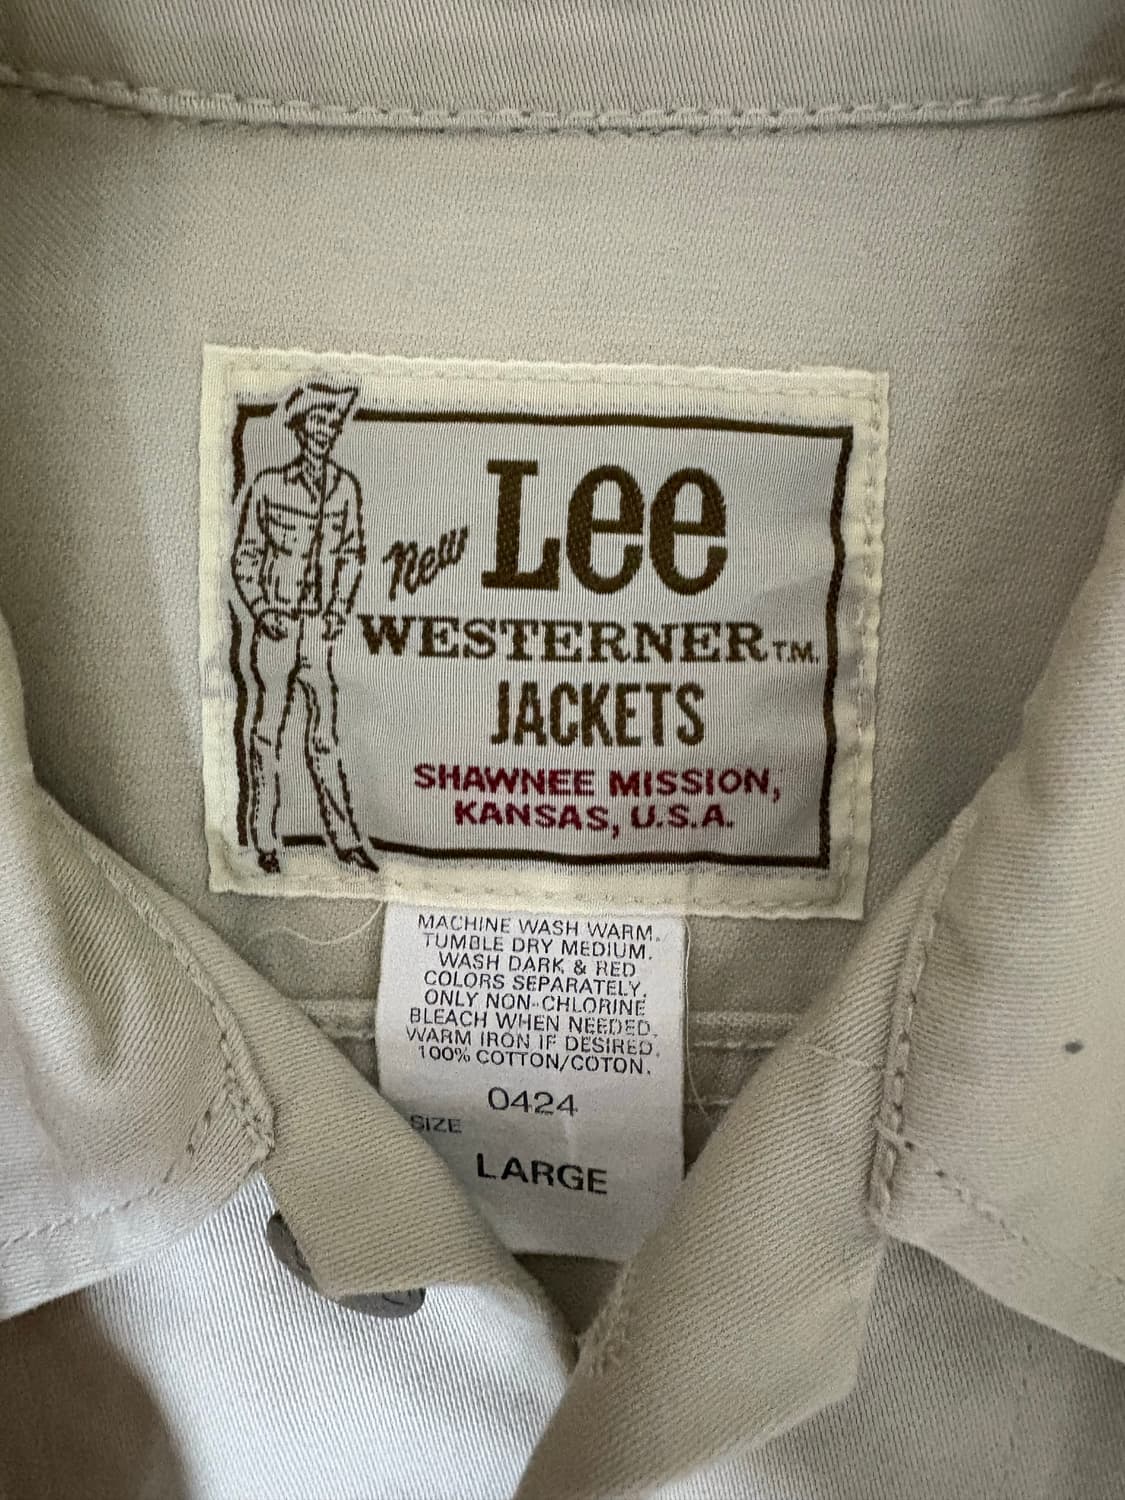 New Lee
WESTERNER T.M.
JACKETS
SHAWNEE MISSION,
KANSAS, U.S.A.
MACHINE WASH WARM.
TUMBLE DRY MEDIUM.
WASH DARK & RED
COLORS SEPARATELY,
ONLY NON-CHLORINE
BLEACH WHEN NEEDED.
WARM IRON IF DESIRED.
100% COTTON/COTON.
0424
SIZE
LARGE